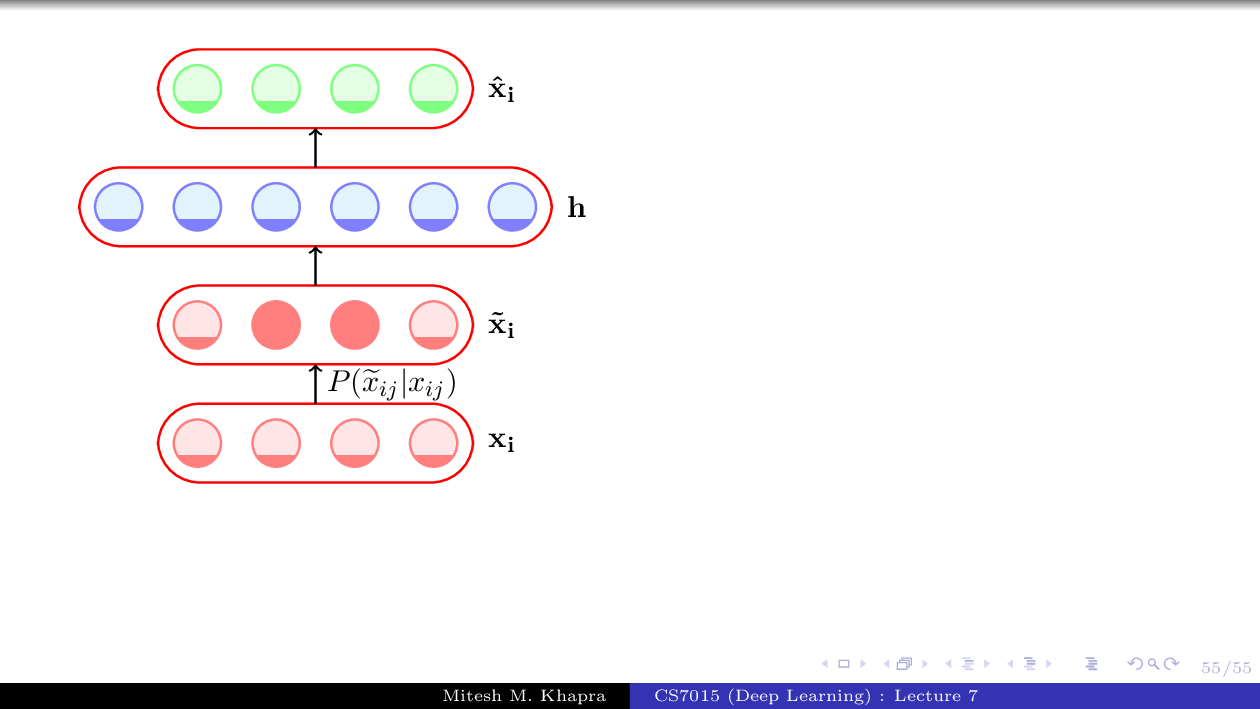 x̂ᵢ
h
x̃ᵢ
P(x̃ᵢⱼ|xᵢⱼ)
xᵢ
55/55
Mitesh M. Khapra
CS7015 (Deep Learning) : Lecture 7